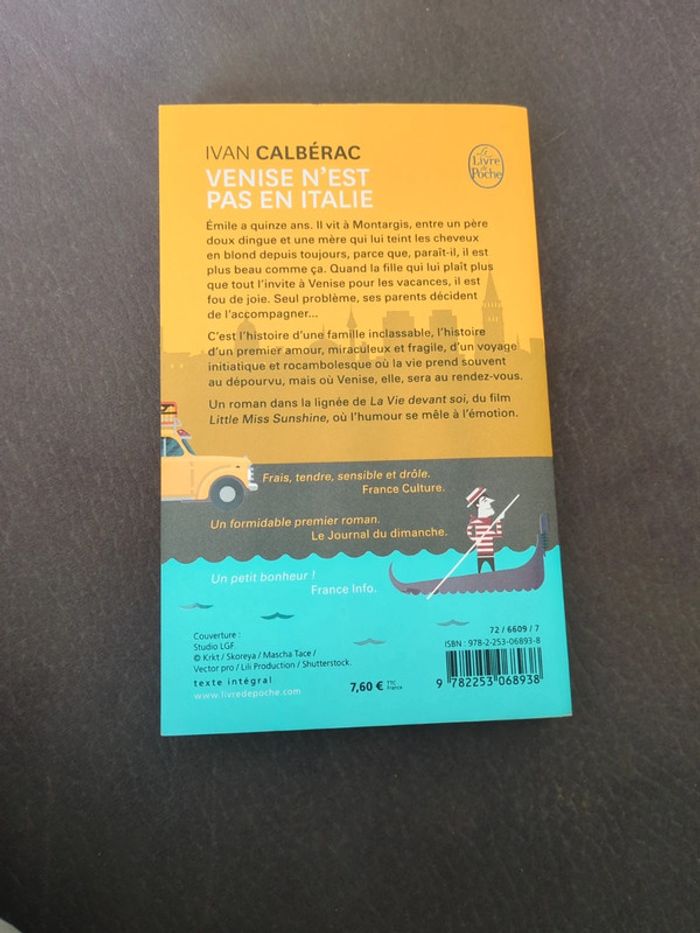 IVAN CALBÉRAC
Le
Livre
de
Poche
VENISE N'EST
PAS EN ITALIE
Émile a quinze ans. Il vit à Montargis, entre un père
doux dingue et une mère qui lui teint les cheveux
en blond depuis toujours, parce que, paraît-il, il est
plus beau comme ça. Quand la fille qui lui plaît plus
que tout l'invite à Venise pour les vacances, il est
fou de joie. Seul problème, ses parents décident
de l'accompagner...
C'est l'histoire d'une famille inclassable, l'histoire
d'un premier amour, miraculeux et fragile, d'un voyage
initiatique et rocambolesque où la vie prend souvent
au dépourvu, mais où Venise, elle, sera au rendez-vous.
Un roman dans la lignée de La Vie devant soi, du film
Little Miss Sunshine, où l'humour se mêle à l'émotion.
Frais, tendre, sensible et drôle.
France Culture.
Un formidable premier roman.
Le Journal du dimanche.
Un petit bonheur !
France Info.
Couverture :
Studio LGF.
© Krkt / Skoreya / Mascha Tace /
Vector pro / Lili Production / Shutterstock.
texte intégral
www.livredepoche.com
7,60 € TTC
France
72 / 6609 / 7
ISBN : 978-2-253-06893-8
9 782253 068938